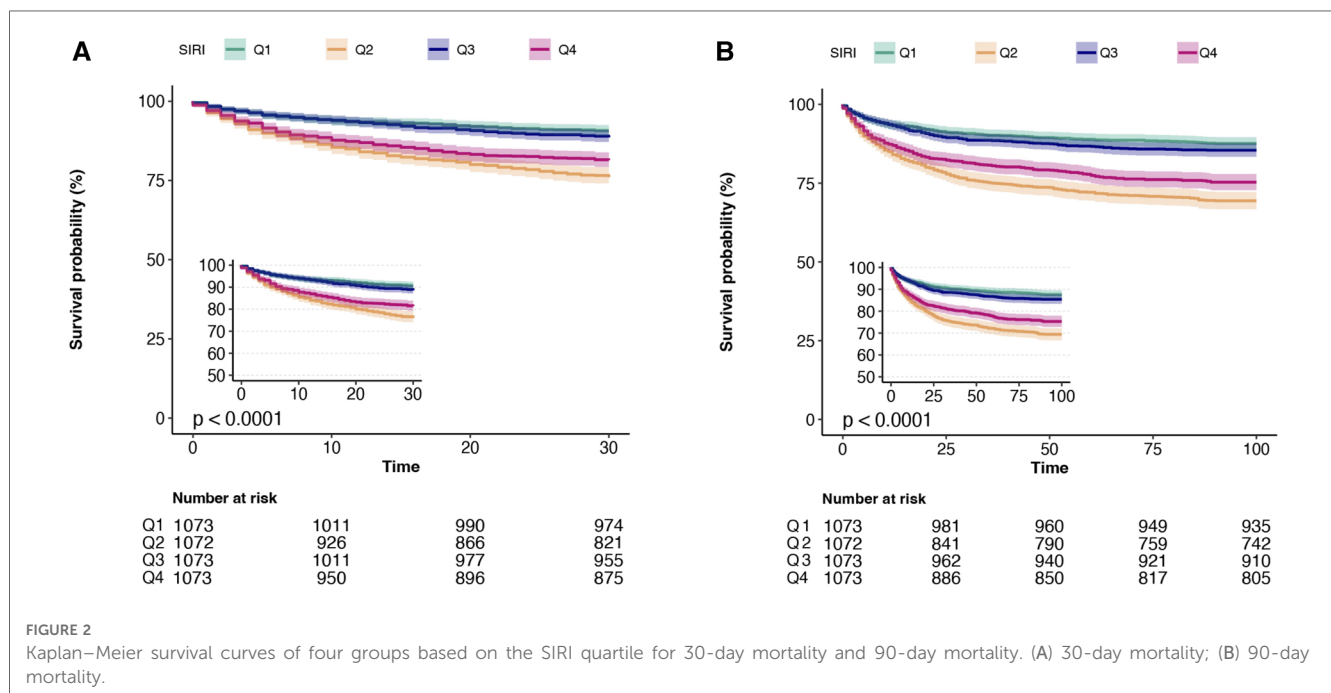 A
SIRI Q1 Q2 Q3 Q4
Survival probability (%)
100
75
50
25
0
100
90
80
70
60
50
0 10 20 30
p < 0.0001
0 10 20 30
Time
Number at risk
Q1 1073 1011 990 974
Q2 1072 926 866 821
Q3 1073 1011 977 955
Q4 1073 950 896 875
B
SIRI Q1 Q2 Q3 Q4
Survival probability (%)
100
75
50
25
0
100
90
80
70
60
50
0 25 50 75 100
p < 0.0001
0 25 50 75 100
Time
Number at risk
Q1 1073 981 960 949 935
Q2 1072 841 790 759 742
Q3 1073 962 940 921 910
Q4 1073 886 850 817 805
FIGURE 2
Kaplan–Meier survival curves of four groups based on the SIRI quartile for 30-day mortality and 90-day mortality. (A) 30-day mortality; (B) 90-day
mortality.